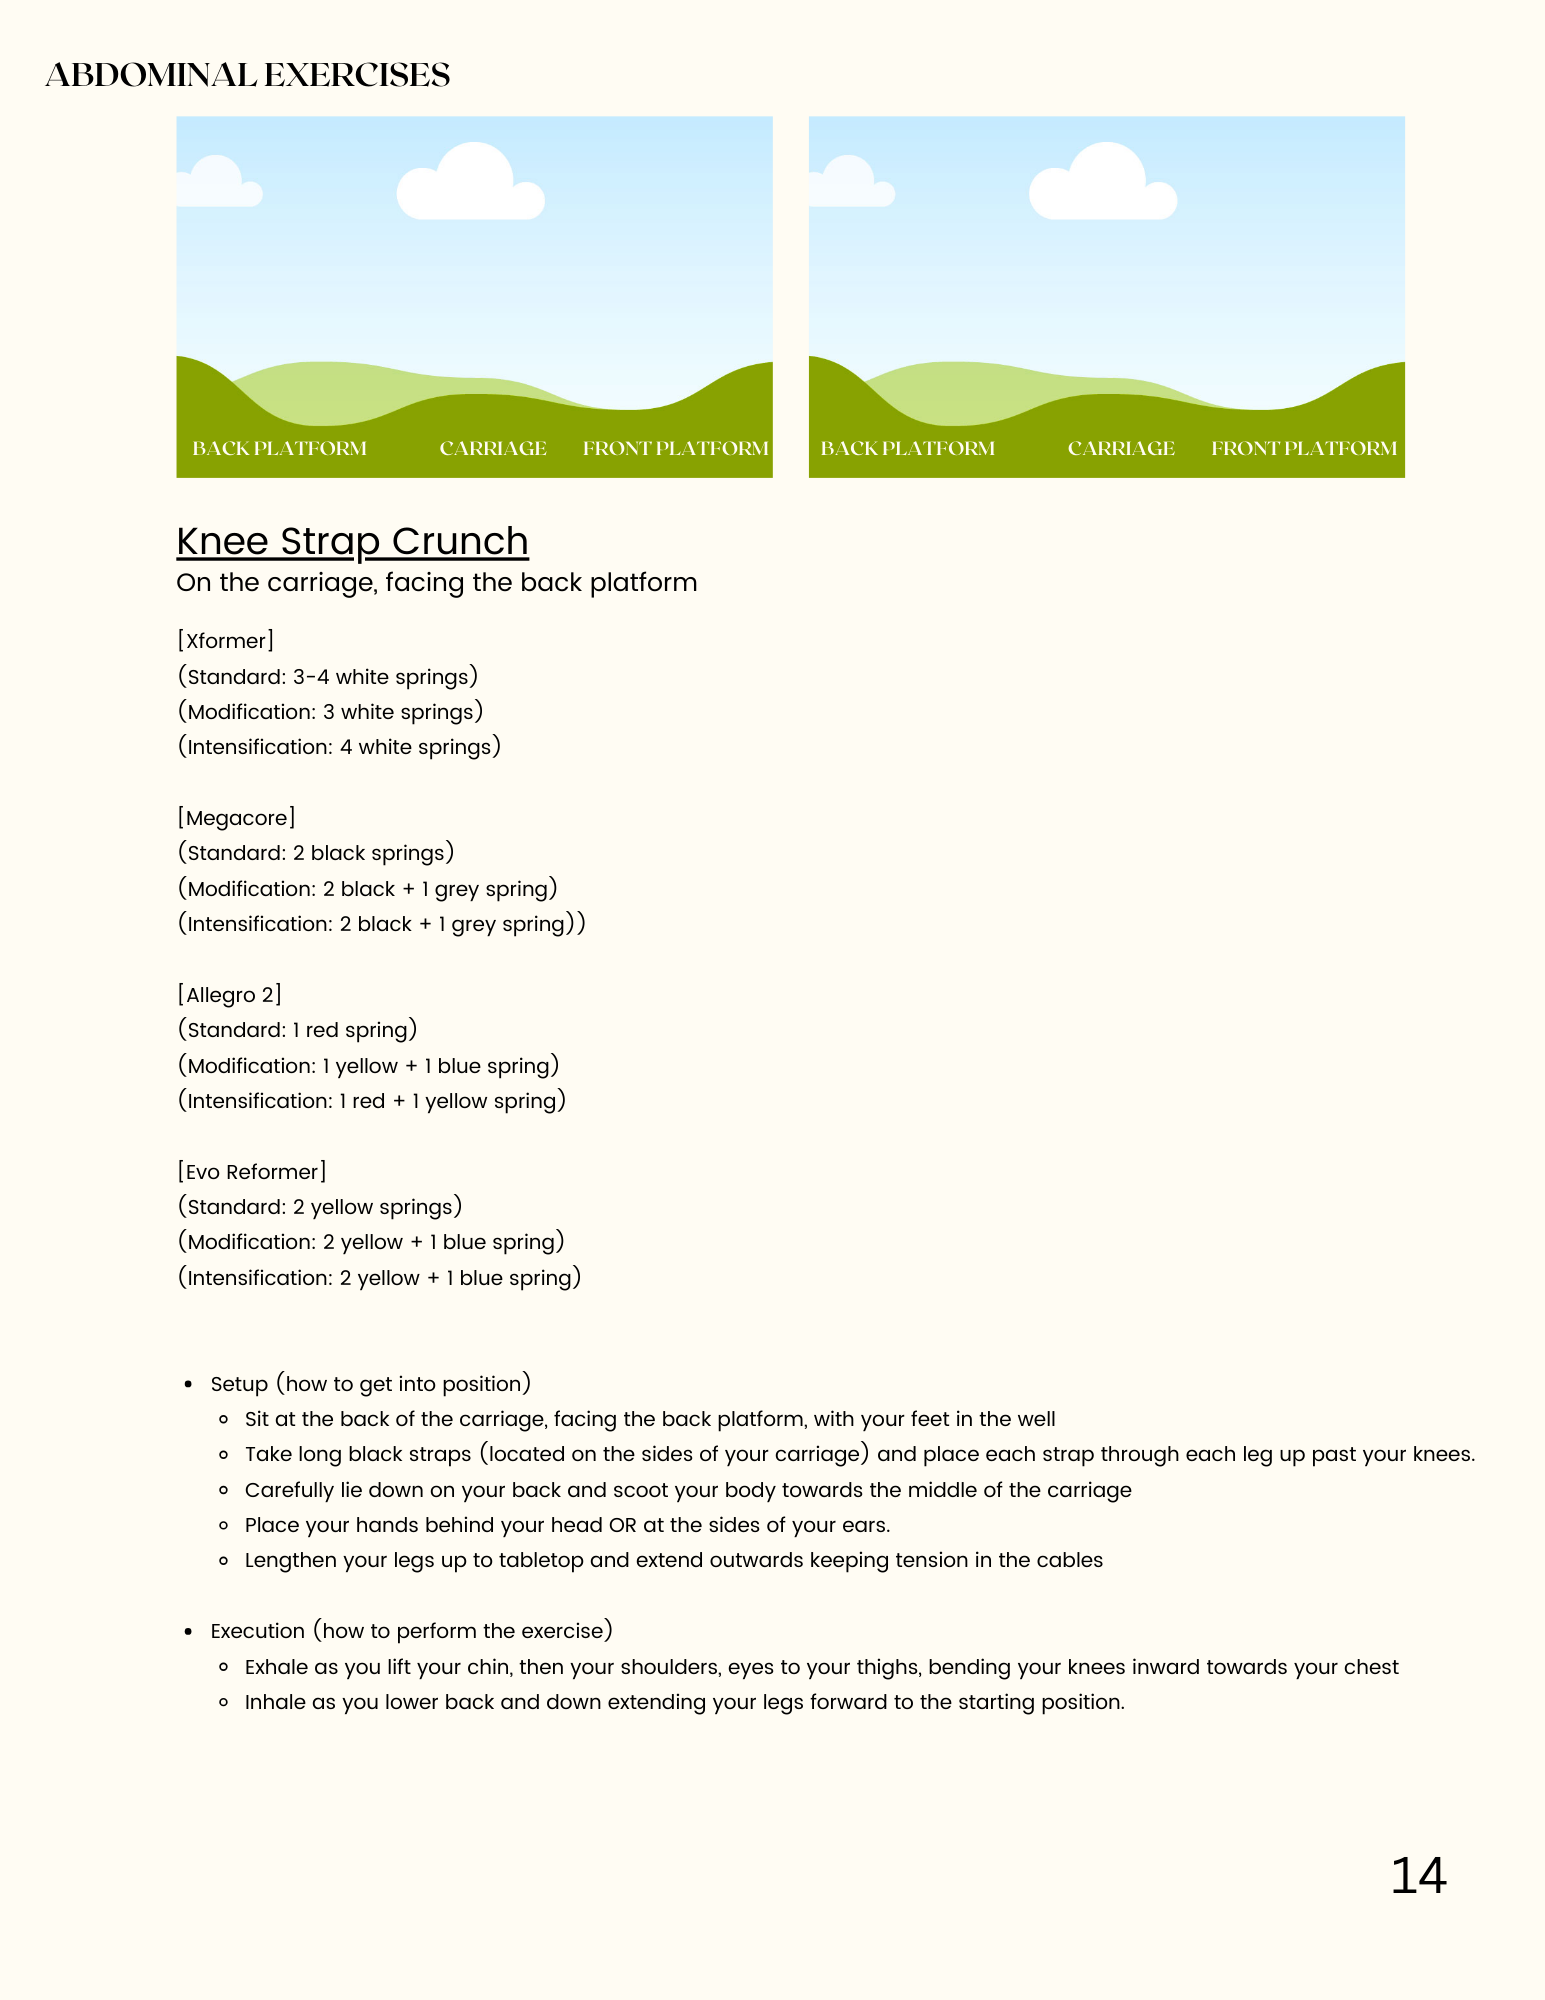 ABDOMINAL EXERCISES
BACK PLATFORM CARRIAGE FRONT PLATFORM
BACK PLATFORM CARRIAGE FRONT PLATFORM
Knee Strap Crunch
On the carriage, facing the back platform
[Xformer]
(Standard: 3-4 white springs)
(Modification: 3 white springs)
(Intensification: 4 white springs)
[Megacore]
(Standard: 2 black springs)
(Modification: 2 black + 1 grey spring)
(Intensification: 2 black + 1 grey spring))
[Allegro 2]
(Standard: 1 red spring)
(Modification: 1 yellow + 1 blue spring)
(Intensification: 1 red + 1 yellow spring)
[Evo Reformer]
(Standard: 2 yellow springs)
(Modification: 2 yellow + 1 blue spring)
(Intensification: 2 yellow + 1 blue spring)
• Setup (how to get into position)
◦ Sit at the back of the carriage, facing the back platform, with your feet in the well
◦ Take long black straps (located on the sides of your carriage) and place each strap through each leg up past your knees.
◦ Carefully lie down on your back and scoot your body towards the middle of the carriage
◦ Place your hands behind your head OR at the sides of your ears.
◦ Lengthen your legs up to tabletop and extend outwards keeping tension in the cables
• Execution (how to perform the exercise)
◦ Exhale as you lift your chin, then your shoulders, eyes to your thighs, bending your knees inward towards your chest
◦ Inhale as you lower back and down extending your legs forward to the starting position.
14